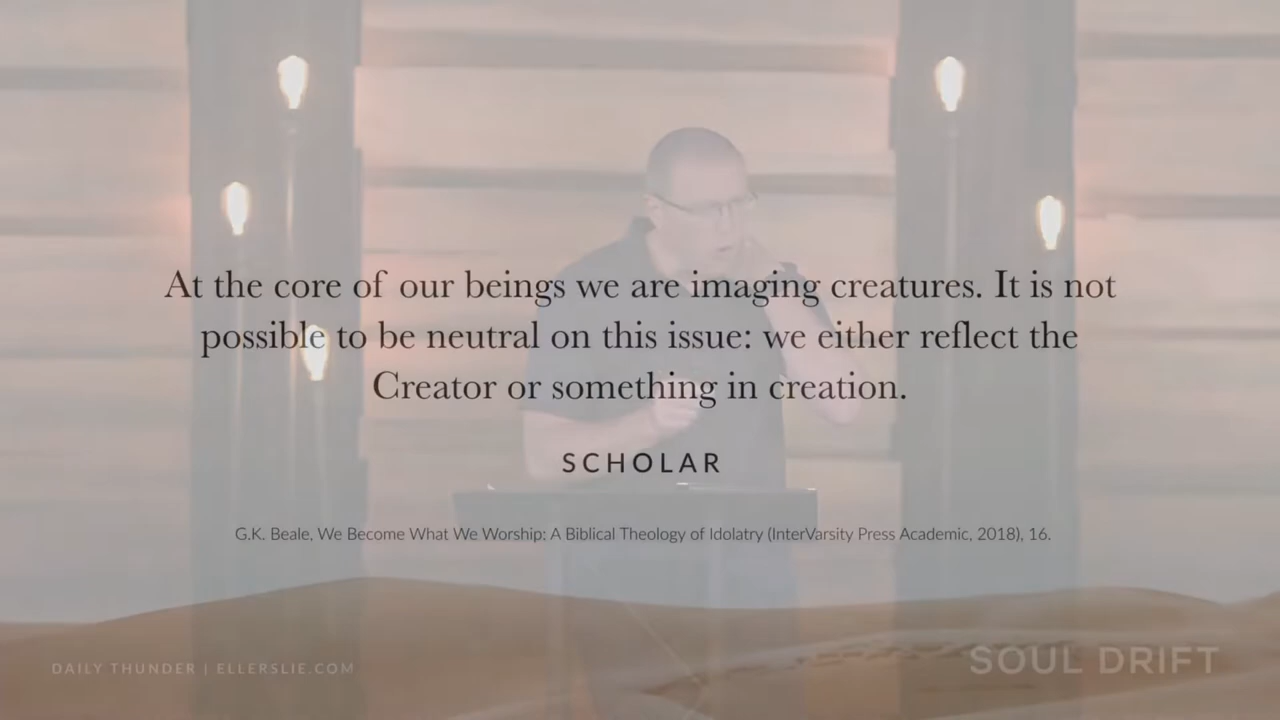 At the core of our beings we are imaging creatures. It is not
possible to be neutral on this issue: we either reflect the
Creator or something in creation.
SCHOLAR
G.K. Beale, We Become What We Worship: A Biblical Theology of Idolatry (InterVarsity Press Academic, 2018), 16.
DAILY THUNDER | ELLERSLIE.COM
SOUL DRIFT